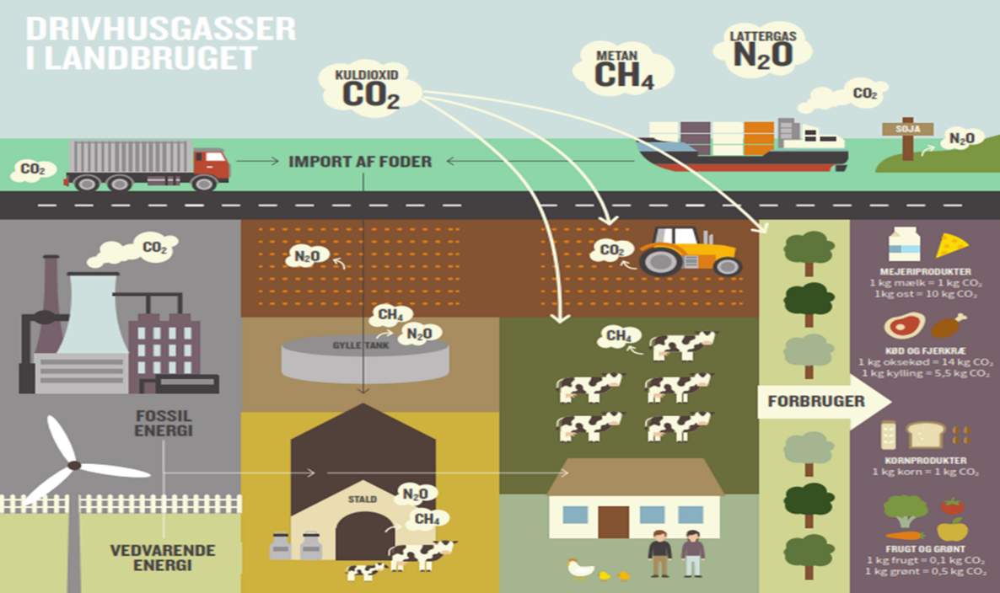 DRIVHUSGASSER
I LANDBRUGET
KULDIOXID
CO₂
METAN
CH₄
LATTERGAS
N₂O
CO₂
SOJA
N₂O
CO₂
IMPORT AF FODER
CO₂
N₂O
CO₂
CH₄
N₂O
GYLLE TANK
CH₄
FOSSIL
ENERGI
VEDVARENDE
ENERGI
STALD
N₂O
CH₄
FORBRUGER
MEJERIPRODUKTER
1 kg mælk = 1 kg CO₂
1kg ost = 10 kg CO₂
KØD OG FJERKRÆ
1 kg oksekød = 14 kg CO₂
1 kg kylling = 5,5 kg CO₂
KORNPRODUKTER
1 kg korn = 1 kg CO₂
FRUGT OG GRØNT
1 kg frugt = 0,1 kg CO₂
1 kg grønt = 0,5 kg CO₂